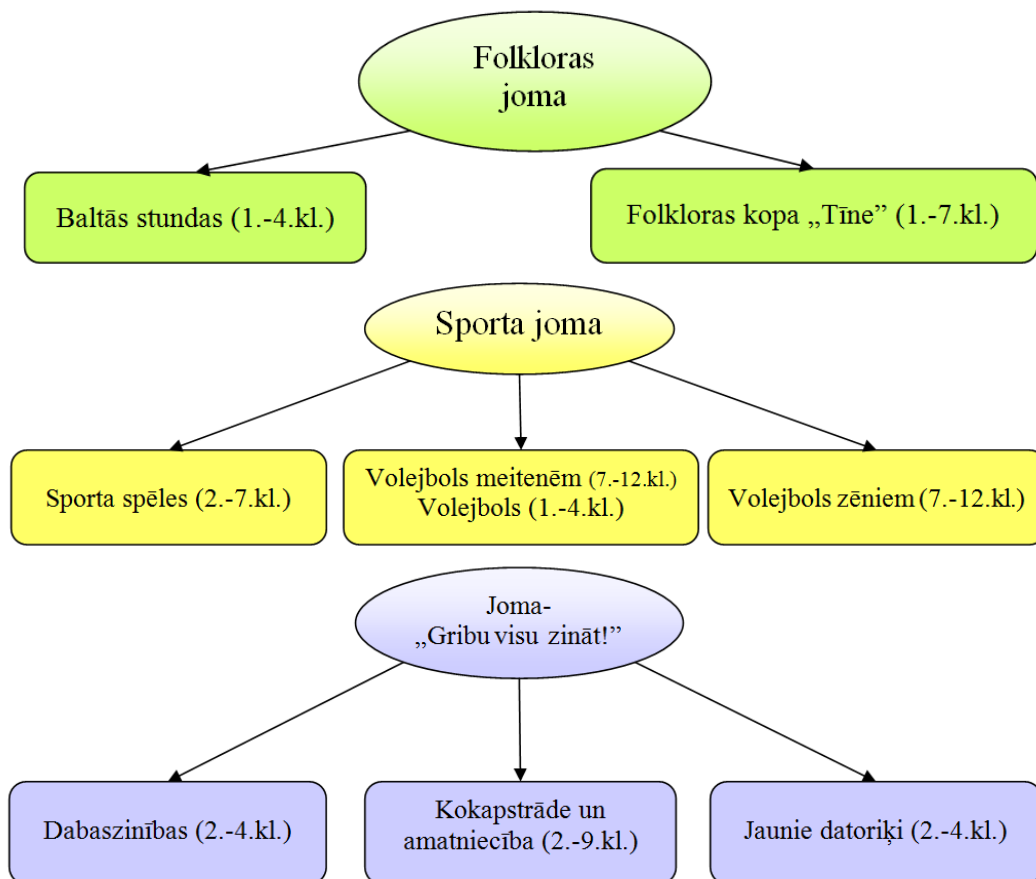 Folkloras
joma
Baltās stundas (1.-4.kl.)
Folkloras kopa „Tīne” (1.-7.kl.)
Sporta joma
Sporta spēles (2.-7.kl.)
Volejbols meitenēm (7.-12.kl.)
Volejbols (1.-4.kl.)
Volejbols zēniem (7.-12.kl.)
Joma-
„Gribu visu zināt!”
Dabaszinības (2.-4.kl.)
Kokapstrāde un
amatniecība (2.-9.kl.)
Jaunie datoriķi (2.-4.kl.)